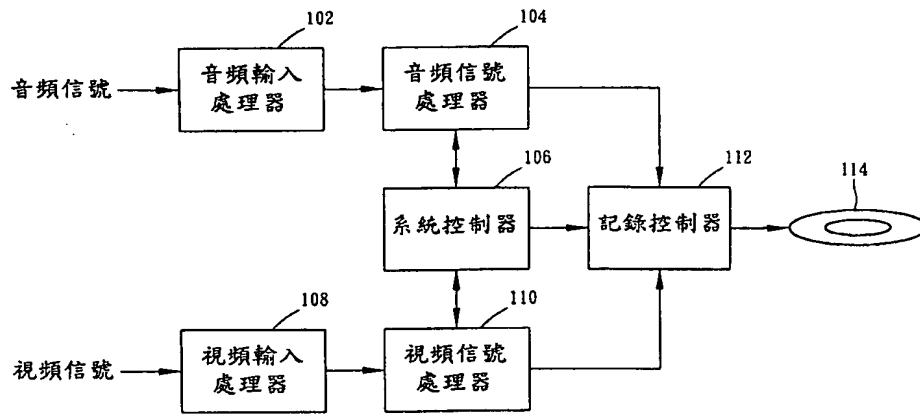 102
104
音頻信號
音頻輸入
處理器
音頻信號
處理器
106
112
114
系統控制器
記錄控制器
108
110
視頻信號
視頻輸入
處理器
視頻信號
處理器